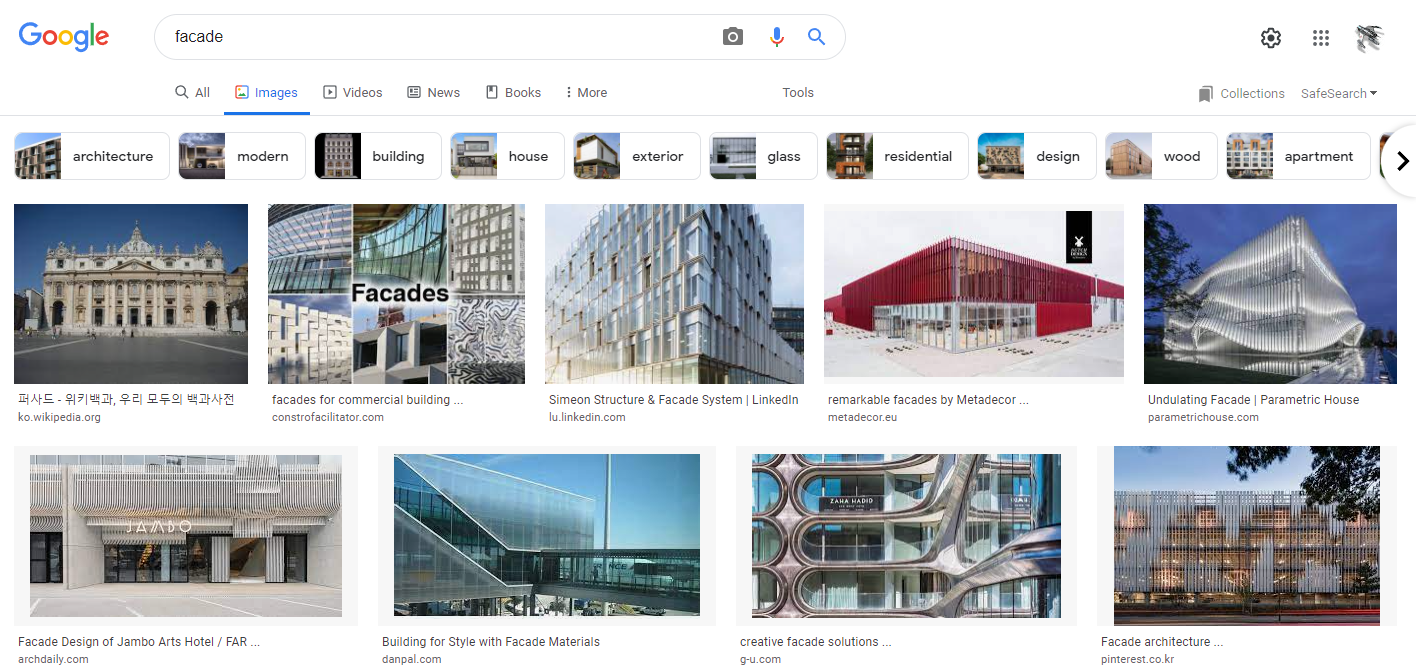 Google
facade
All
Images
Videos
News
Books
More
Tools
Collections
SafeSearch
architecture
modern
building
house
exterior
glass
residential
design
wood
apartment
Facades
퍼사드 - 위키백과, 우리 모두의 백과사전
ko.wikipedia.org
facades for commercial building ...
constrofacilitator.com
Simeon Structure & Facade System | LinkedIn
lu.linkedin.com
remarkable facades by Metadecor ...
metadecor.eu
Undulating Facade | Parametric House
parametrichouse.com
JAMBO
ZAHA HADID
Facade Design of Jambo Arts Hotel / FAR ...
archdaily.com
Building for Style with Facade Materials
danpal.com
creative facade solutions ...
g-u.com
Facade architecture ...
pinterest.co.kr